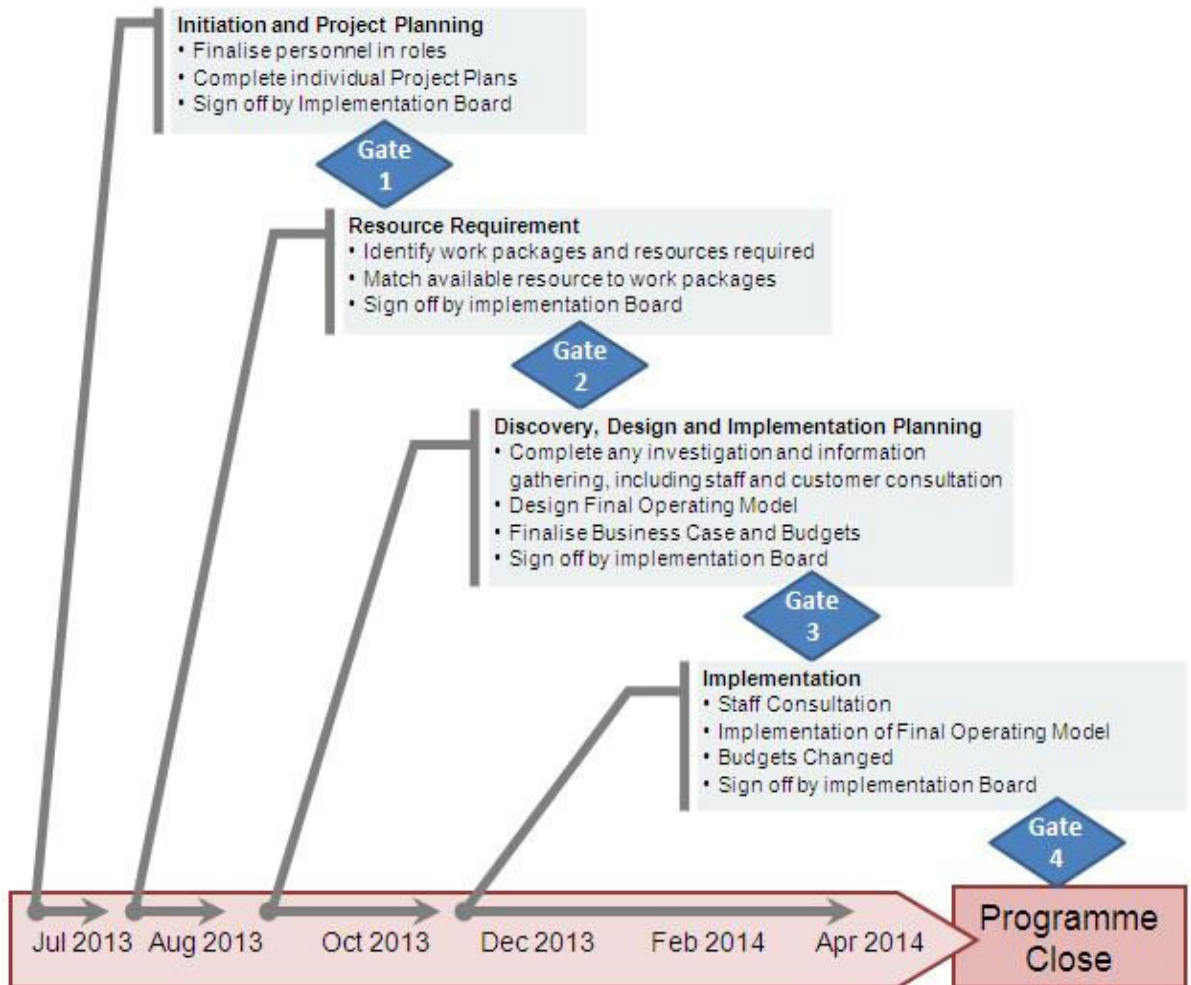 Initiation and Project Planning
• Finalise personnel in roles
• Complete individual Project Plans
• Sign off by Implementation Board
Gate
1
Resource Requirement
• Identify work packages and resources required
• Match available resource to work packages
• Sign off by implementation Board
Gate
2
Discovery, Design and Implementation Planning
• Complete any investigation and information
gathering, including staff and customer consultation
• Design Final Operating Model
• Finalise Business Case and Budgets
• Sign off by implementation Board
Gate
3
Implementation
• Staff Consultation
• Implementation of Final Operating Model
• Budgets Changed
• Sign off by implementation Board
Gate
4
Jul 2013 Aug 2013 Oct 2013 Dec 2013 Feb 2014 Apr 2014
Programme
Close